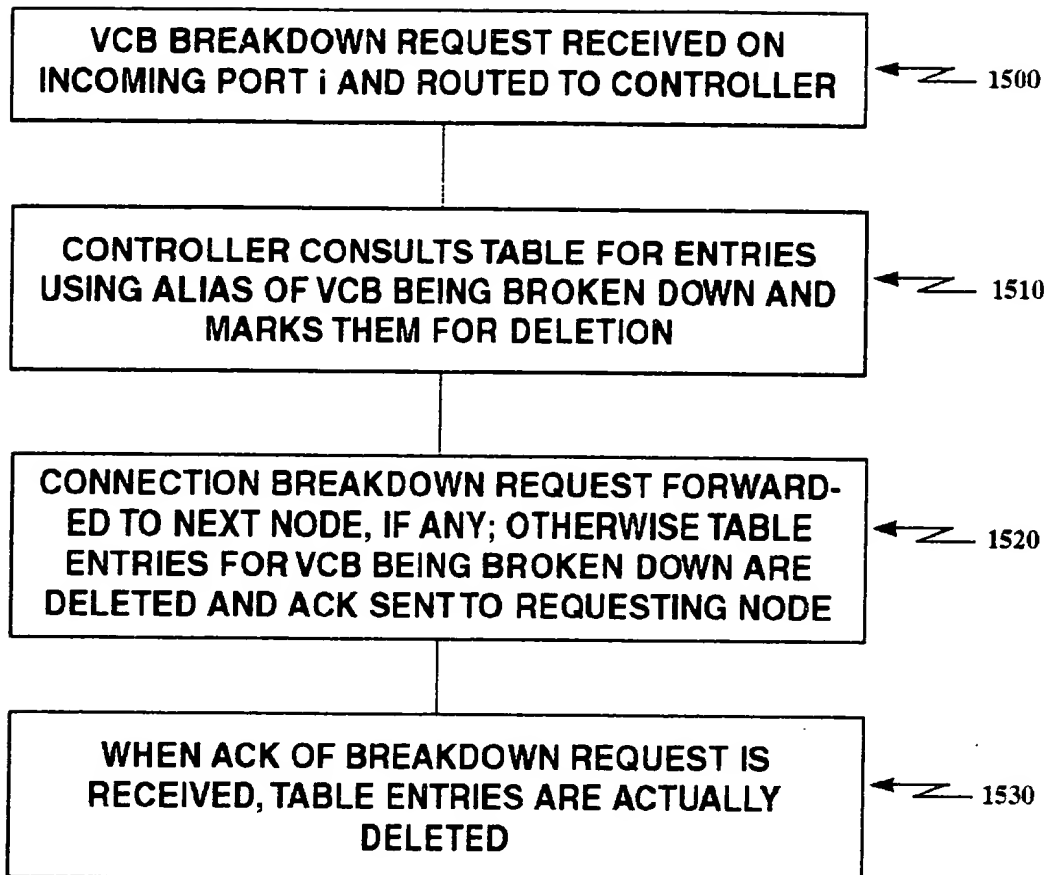 VCB BREAKDOWN REQUEST RECEIVED ON
INCOMING PORT i AND ROUTED TO CONTROLLER
1500
CONTROLLER CONSULTS TABLE FOR ENTRIES
USING ALIAS OF VCB BEING BROKEN DOWN AND
MARKS THEM FOR DELETION
1510
CONNECTION BREAKDOWN REQUEST FORWARD-
ED TO NEXT NODE, IF ANY; OTHERWISE TABLE
ENTRIES FOR VCB BEING BROKEN DOWN ARE
DELETED AND ACK SENT TO REQUESTING NODE
1520
WHEN ACK OF BREAKDOWN REQUEST IS
RECEIVED, TABLE ENTRIES ARE ACTUALLY
DELETED
1530